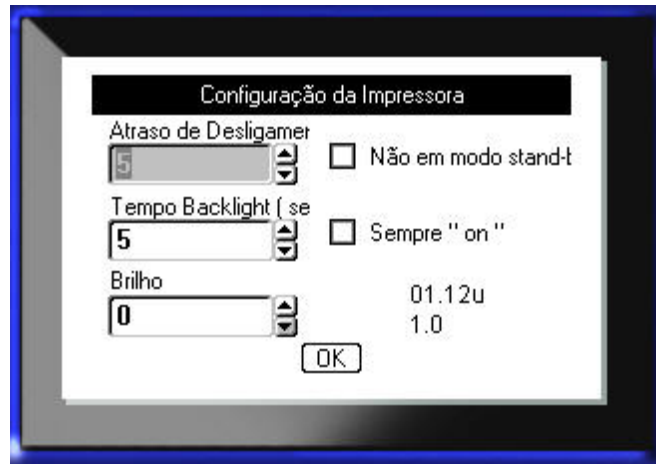 Configuração da Impressora
Atraso de Desligamer
5
Não em modo stand-t
Tempo Backlight ( se
5
Sempre " on "
Brilho
0
01.12u
1.0
OK